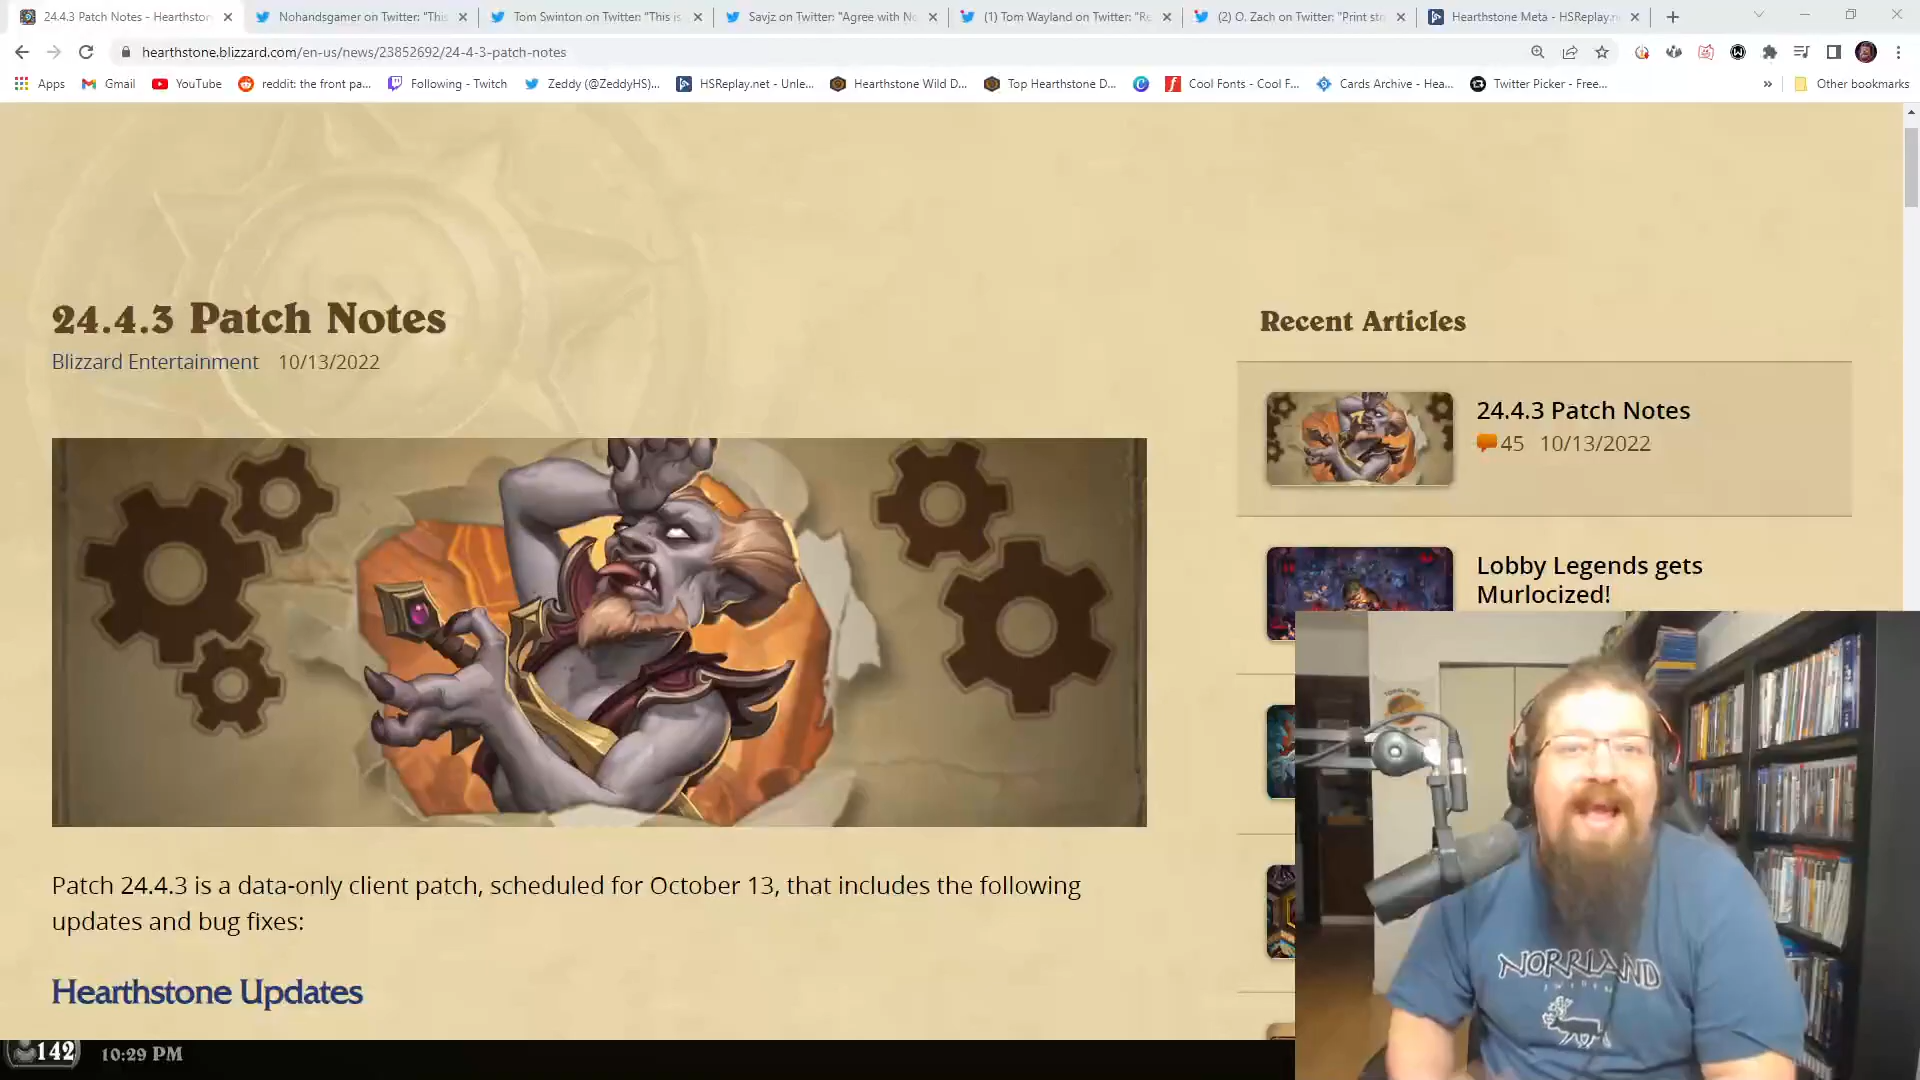 24.4.3 Patch Notes - Hearthston
Nohandsgamer on Twitter: "This
Tom Swinton on Twitter: "This is
Savjz on Twitter: "Agree with No
(1) Tom Wayland on Twitter: "Re
(2) O. Zach on Twitter: "Print sto
Hearthstone Meta - HSReplay.n
hearthstone.blizzard.com/en-us/news/23852692/24-4-3-patch-notes
Apps
Gmail
YouTube
reddit: the front pa...
Following - Twitch
Zeddy (@ZeddyHS)...
HSReplay.net - Unle...
Hearthstone Wild D...
Top Hearthstone D...
Cool Fonts - Cool F...
Cards Archive - Hea...
Twitter Picker - Free...
»
Other bookmarks
24.4.3 Patch Notes
Blizzard Entertainment 10/13/2022
Recent Articles
24.4.3 Patch Notes
45 10/13/2022
Lobby Legends gets
Murlocized!
Patch 24.4.3 is a data-only client patch, scheduled for October 13, that includes the following
updates and bug fixes:
Hearthstone Updates
NORRLAND
SWEDEN
142
10:29 PM